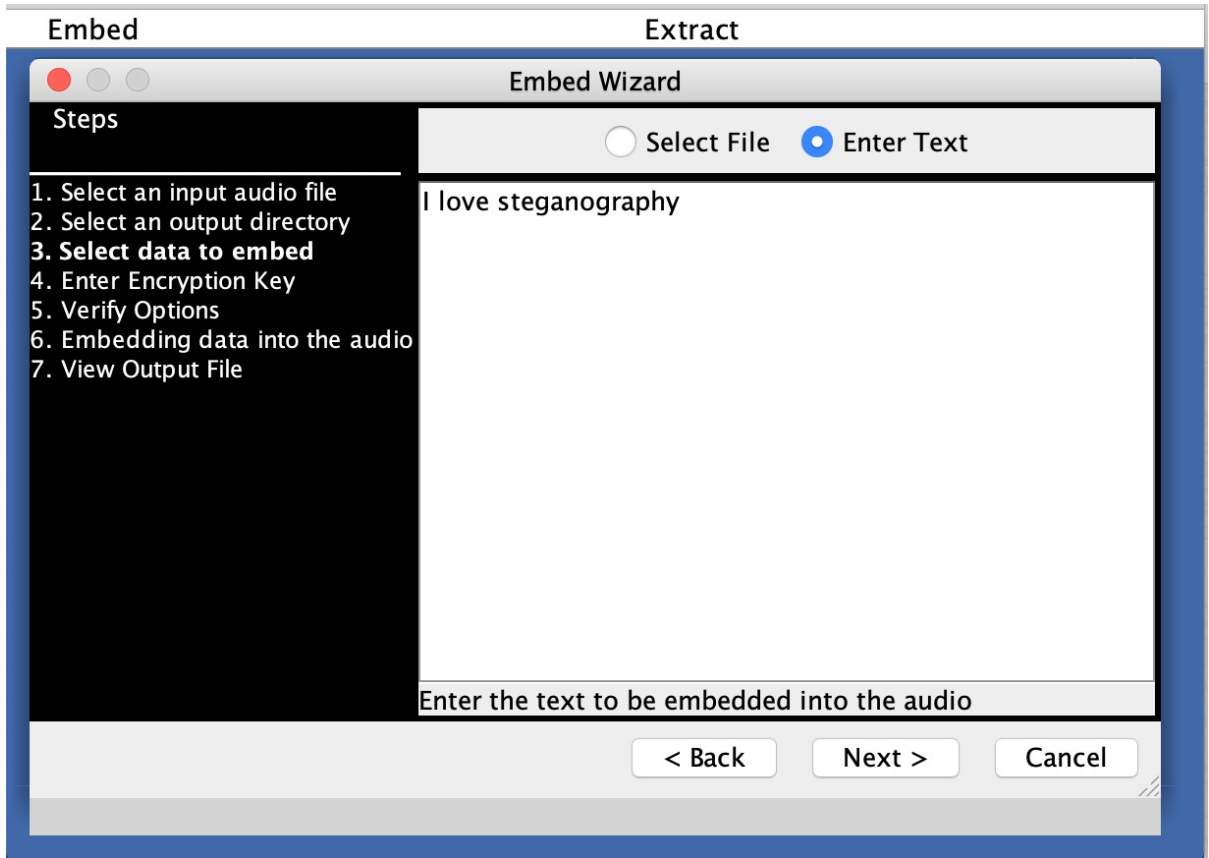 Embed Extract
Embed Wizard
Steps
1. Select an input audio file
2. Select an output directory
3. Select data to embed
4. Enter Encryption Key
5. Verify Options
6. Embedding data into the audio
7. View Output File
Select File Enter Text
I love steganography
Enter the text to be embedded into the audio
< Back Next > Cancel